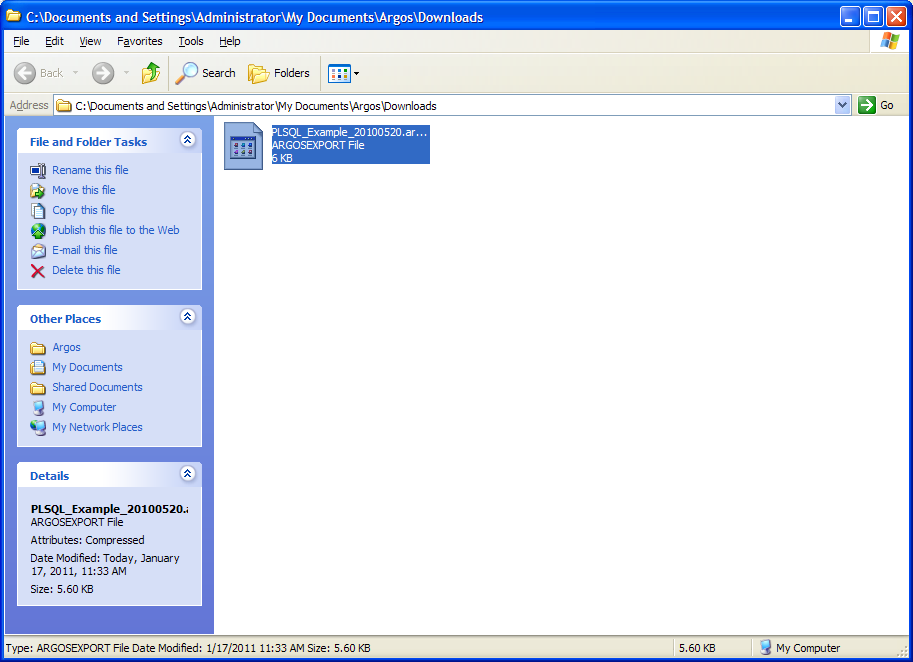 C:\Documents and Settings\Administrator\My Documents\Argos\Downloads
File Edit View Favorites Tools Help
Back Search Folders
Address C:\Documents and Settings\Administrator\My Documents\Argos\Downloads Go
File and Folder Tasks
Rename this file
Move this file
Copy this file
Publish this file to the Web
E-mail this file
Delete this file
Other Places
Argos
My Documents
Shared Documents
My Computer
My Network Places
Details
PLSQL_Example_20100520.a
ARGOSEXPORT File
Attributes: Compressed
Date Modified: Today, January
17, 2011, 11:33 AM
Size: 5.60 KB
PLSQL_Example_20100520.ar...
ARGOSEXPORT File
6 KB
Type: ARGOSEXPORT File Date Modified: 1/17/2011 11:33 AM Size: 5.60 KB 5.60 KB My Computer